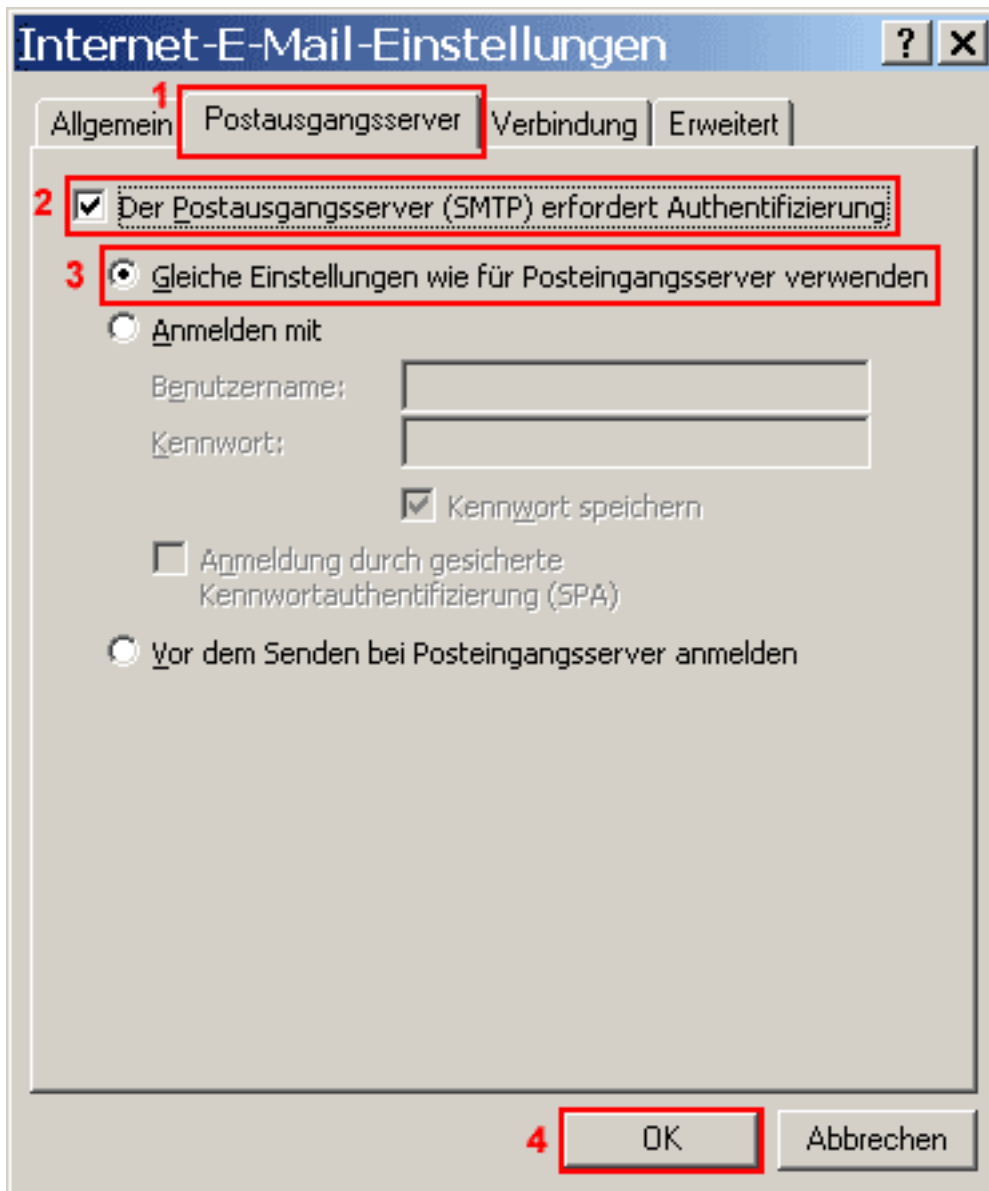 Internet-E-Mail-Einstellungen
1
Allgemein Postausgangsserver Verbindung Erweitert
2 Der Postausgangsserver (SMTP) erfordert Authentifizierung
3 Gleiche Einstellungen wie für Posteingangsserver verwenden
Anmelden mit
Benutzername:
Kennwort:
Kennwort speichern
Anmeldung durch gesicherte
Kennwortauthentifizierung (SPA)
Vor dem Senden bei Posteingangsserver anmelden
4 OK Abbrechen